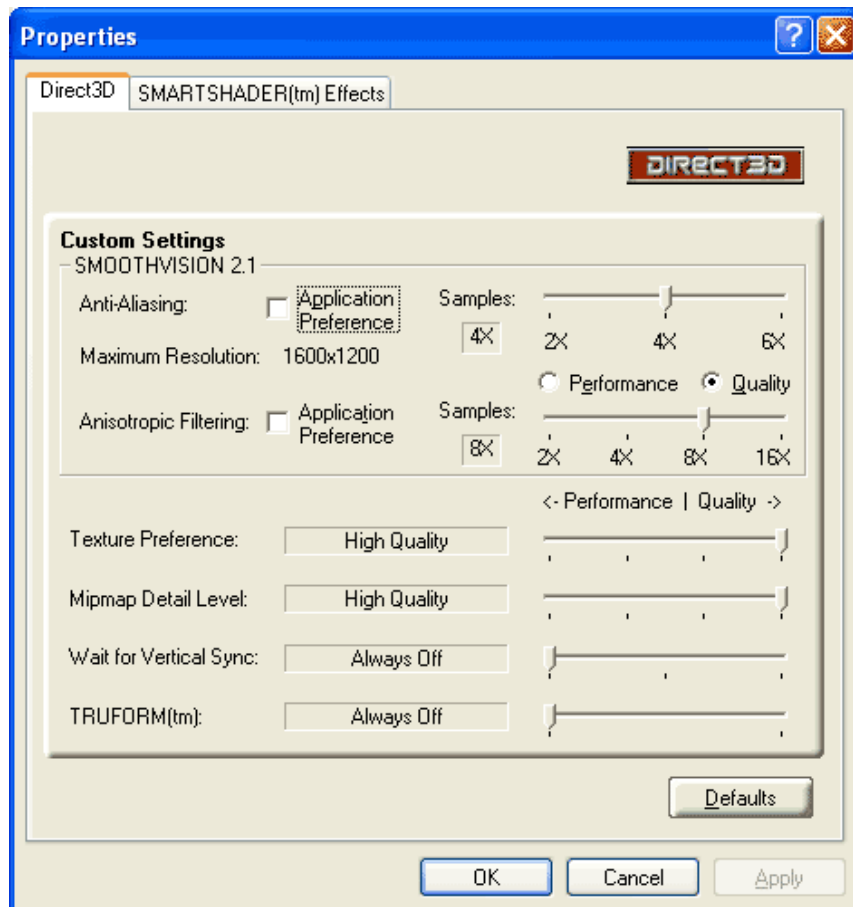 Properties
Direct3D SMARTSHADER(tm) Effects
DIRECT3D
Custom Settings
SMOOTHVISION 2.1
Anti-Aliasing: Application Preference Samples:
4X 2X 4X 6X
Maximum Resolution: 1600x1200
Performance Quality
Anisotropic Filtering: Application Preference Samples:
8X 2X 4X 8X 16X
<- Performance | Quality ->
Texture Preference: High Quality
Mipmap Detail Level: High Quality
Wait for Vertical Sync: Always Off
TRUFORM(tm): Always Off
Defaults
OK Cancel Apply